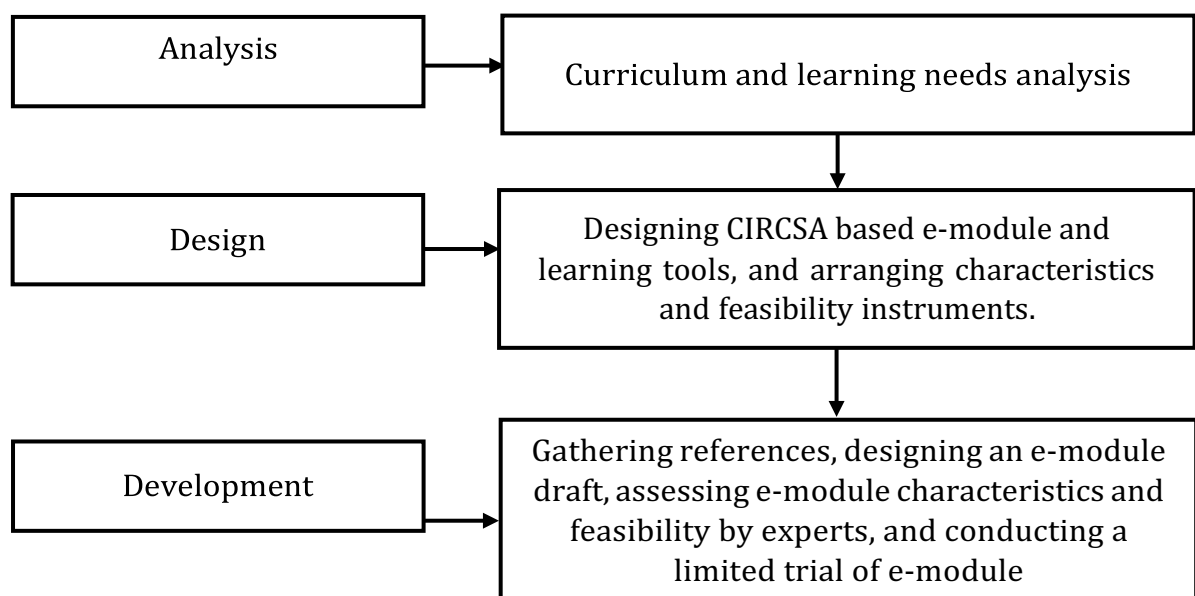 Analysis
Curriculum and learning needs analysis
Design
Designing CIRCSA based e-module and
learning tools, and arranging characteristics
and feasibility instruments.
Development
Gathering references, designing an e-module
draft, assessing e-module characteristics and
feasibility by experts, and conducting a
limited trial of e-module